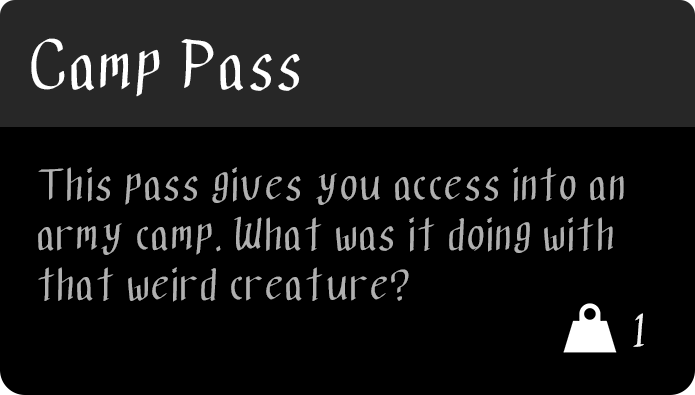 Camp Pass
This pass gives you access into an
army camp. What was it doing with
that weird creature?
1